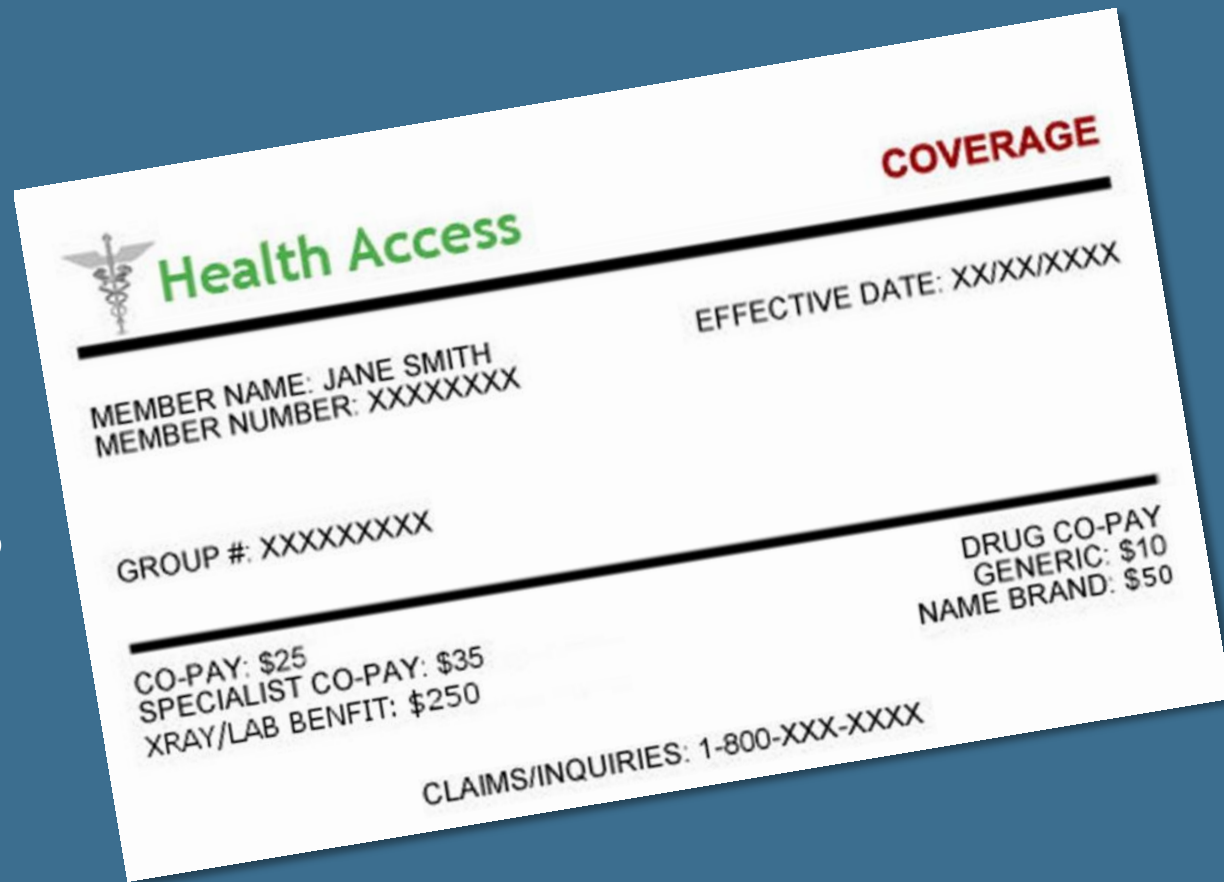 COVERAGE
Health Access
EFFECTIVE DATE: XX/XX/XXXX
MEMBER NAME: JANE SMITH
MEMBER NUMBER: XXXXXXXX
GROUP #: XXXXXXXXX
DRUG CO-PAY
GENERIC: $10
NAME BRAND: $50
CO-PAY: $25
SPECIALIST CO-PAY: $35
XRAY/LAB BENFIT: $250
CLAIMS/INQUIRIES: 1-800-XXX-XXXX